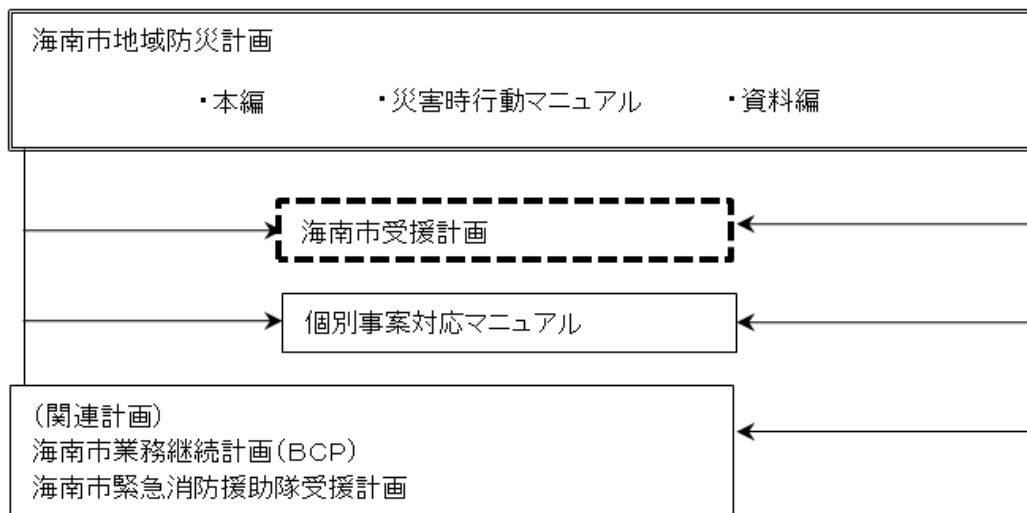 海南市地域防災計画
・本編 ・災害時行動マニュアル ・資料編
海南市受援計画
個別事案対応マニュアル
(関連計画)
海南市業務継続計画(BCP)
海南市緊急消防援助隊受援計画